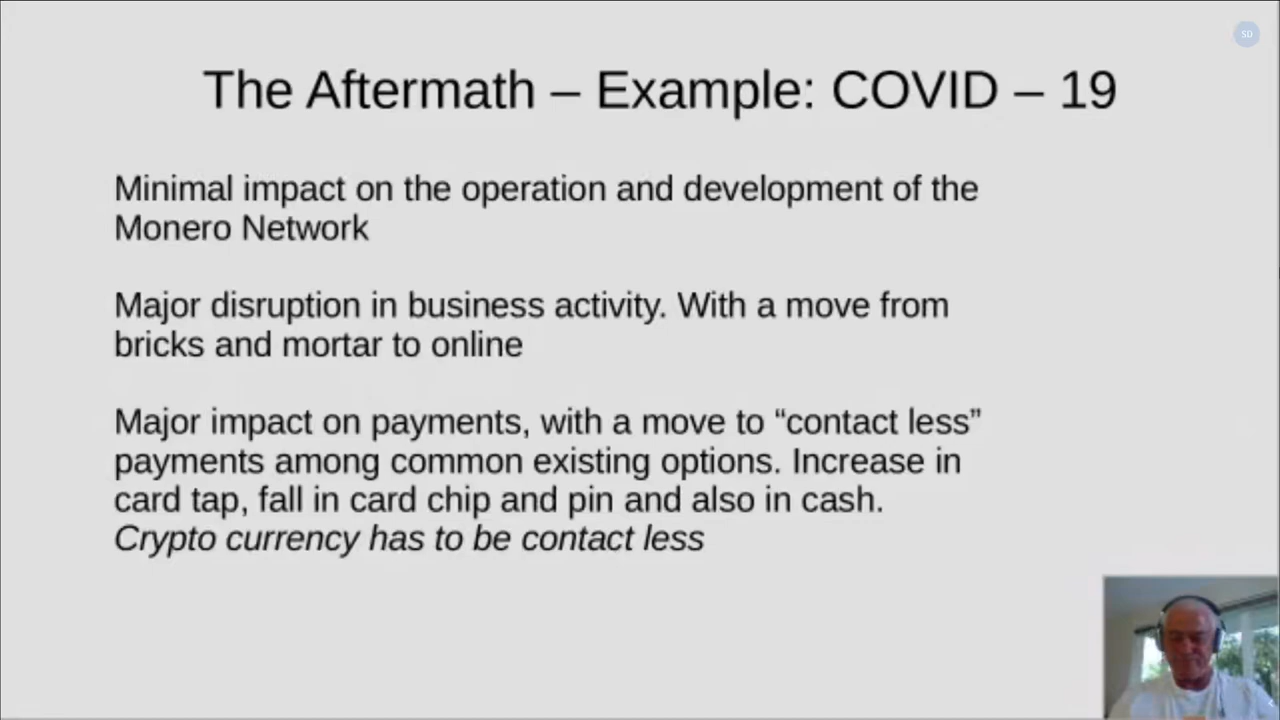 SD
The Aftermath – Example: COVID – 19
Minimal impact on the operation and development of the
Monero Network
Major disruption in business activity. With a move from
bricks and mortar to online
Major impact on payments, with a move to “contact less”
payments among common existing options. Increase in
card tap, fall in card chip and pin and also in cash.
Crypto currency has to be contact less